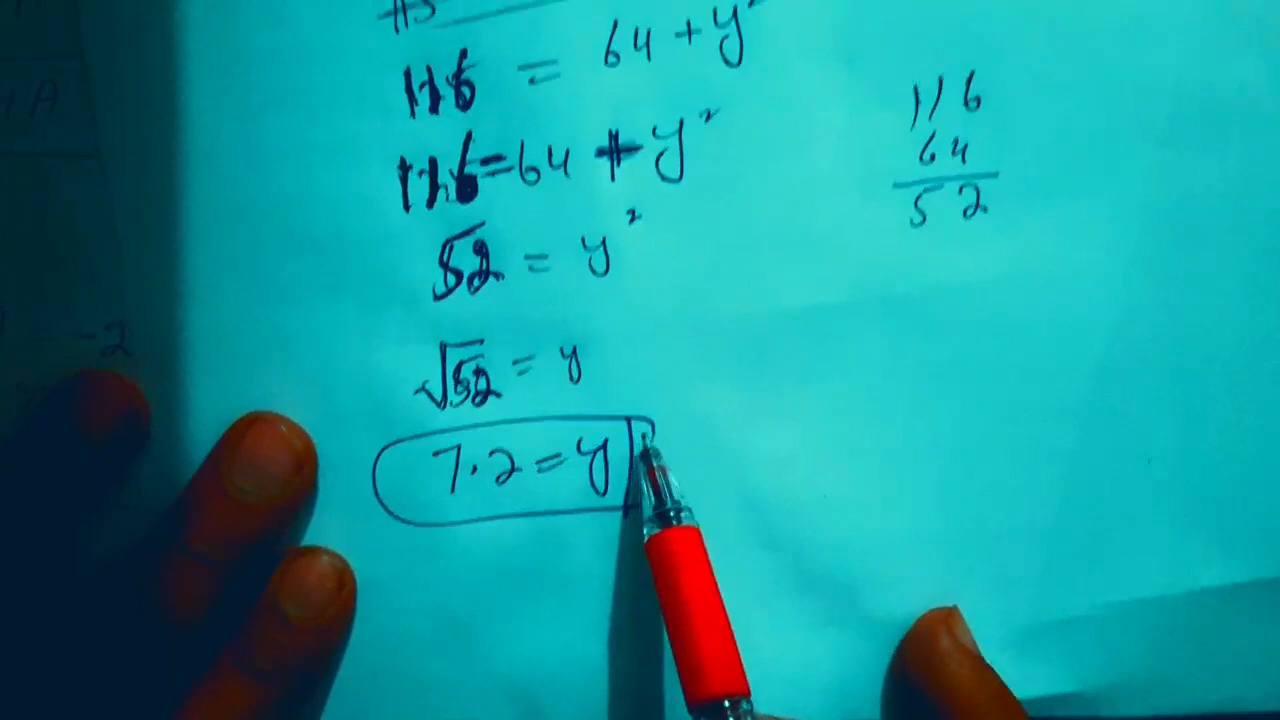 116 = 64 + y²
116 = 64 + y²
52 = y²
√52 = y
7.2 = y
116
64
52